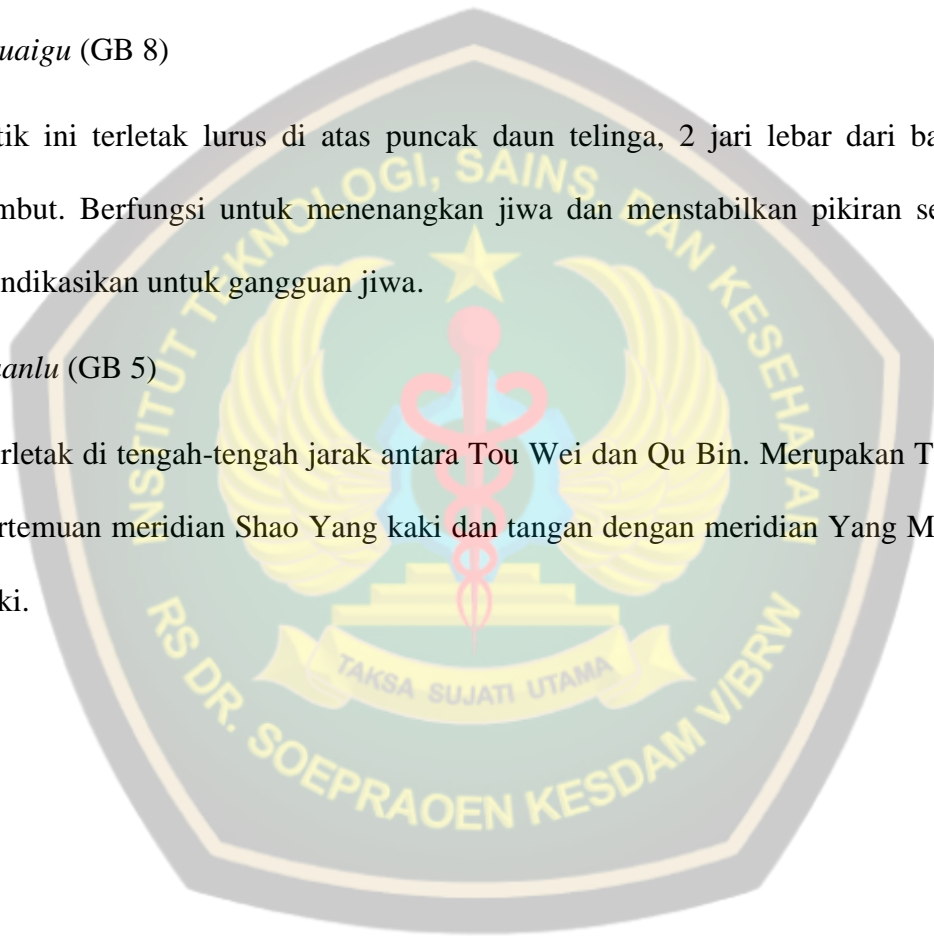 uaigu (GB 8)
tik ini terletak lurus di atas puncak daun telinga, 2 jari lebar dari ba
mbut. Berfungsi untuk menenangkan jiwa dan menstabilkan pikiran se
ndikasikan untuk gangguan jiwa.
anlu (GB 5)
rletak di tengah-tengah jarak antara Tou Wei dan Qu Bin. Merupakan T
rtemuan meridian Shao Yang kaki dan tangan dengan meridian Yang M
ki.
INSTITUT TEKNOLOGI, SAINS, DAN KESEHATAN
TAKSA SUJATI UTAMA
RS DR. SOEPRAOEN KESDAM V/BRW